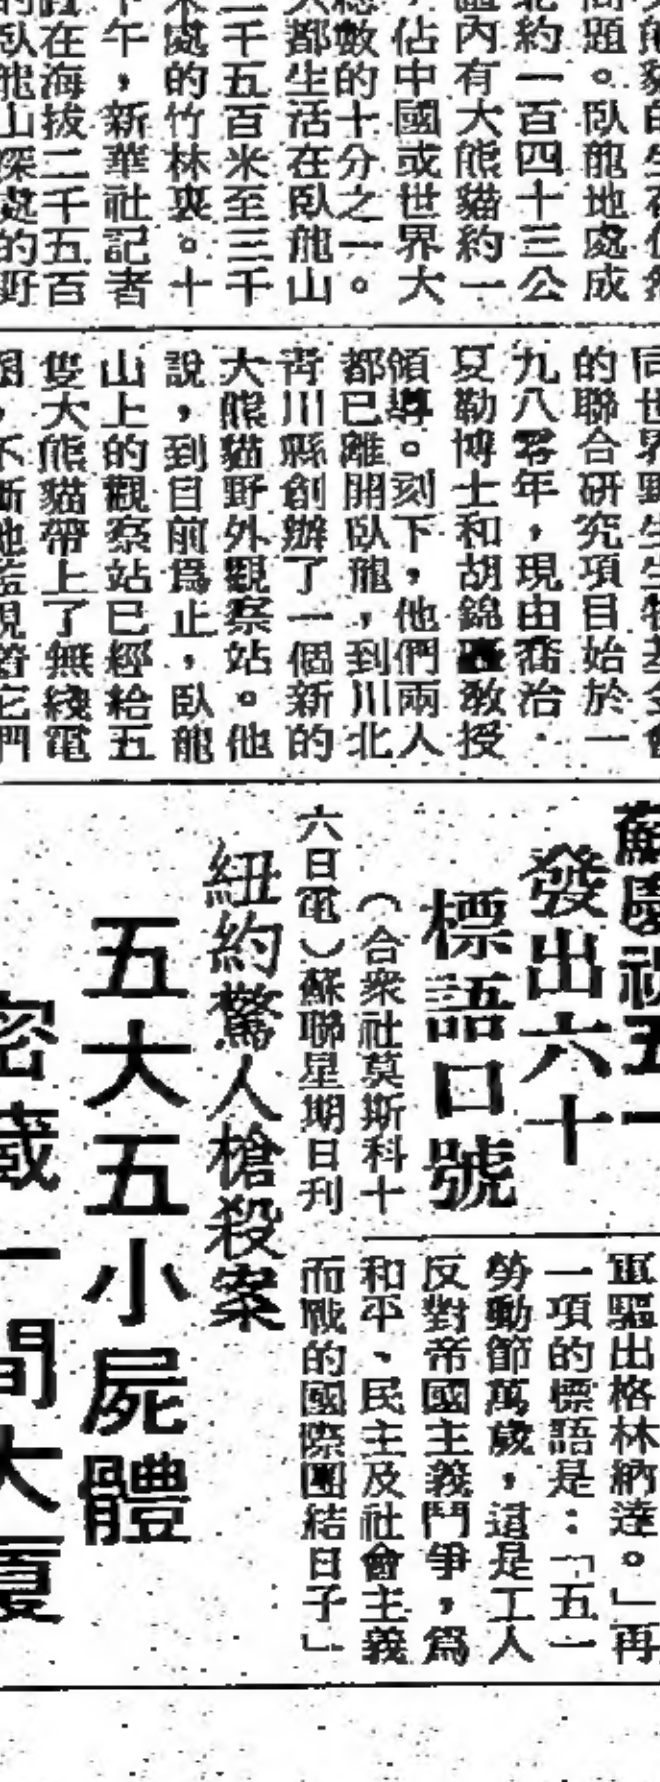 問題。臥龍地處成
北約一百四十三公
區內有大熊貓約一
佔中國或世界大
總數的十分之一。
大都生活在臥龍山
二千五百米至三千
米處的竹林裏。十
下午，新華社記者
在海拔二千五百
的臥龍山深處的野
同世界野生生物基金會
的聯合研究項目始於一
九八零年，現由喬治·
夏勒博士和胡錦矗教授
領導。刻下，他們兩人
都已離開臥龍，到川北
青川縣創辦了一個新的
大熊貓野外觀察站。他
說，到目前爲止，臥龍
山上的觀察站已經給五
隻大熊貓帶上了無綫電
，不斷地監視着它們
蘇慶祝五一
發出六十
標語口號
（合衆社莫斯科十
六日電）蘇聯星期日刊
軍驅出格林納達。」再
一項的標語是：「五一
勞動節萬歲，這是工人
反對帝國主義鬥爭，爲
和平、民主及社會主義
而戰的國際團結日子」
紐約驚人槍殺案
五大五小屍體
密藏一間大廈